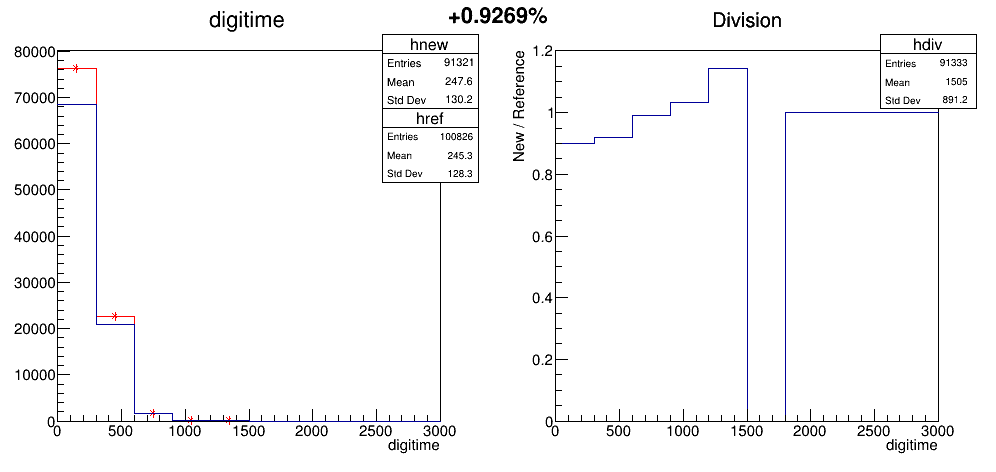 +0.9269%
digitime
hnew
Entries 91321
Mean 247.6
Std Dev 130.2
href
Entries 100826
Mean 245.3
Std Dev 128.3
80000
70000
60000
50000
40000
30000
20000
10000
0
0 500 1000 1500 2000 2500 3000
digitime
Division
hdiv
Entries 91333
Mean 1505
Std Dev 891.2
New / Reference
1.2
1
0.8
0.6
0.4
0.2
0
0 500 1000 1500 2000 2500 3000
digitime